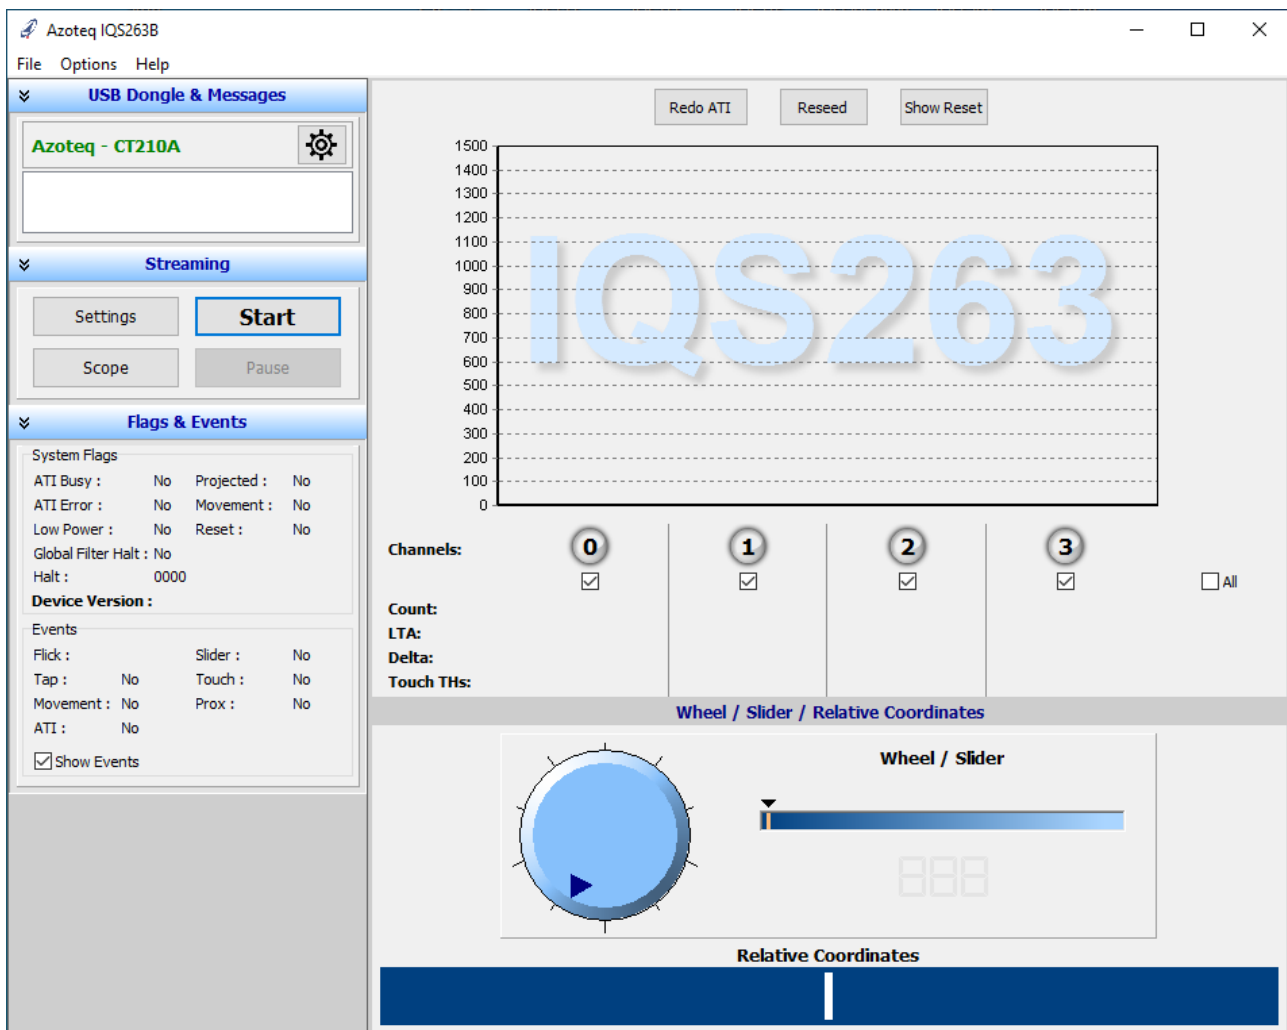 Azoteq IQS263B
File Options Help
USB Dongle & Messages
Azoteq - CT210A
Streaming
Settings Start
Scope Pause
Flags & Events
System Flags
ATI Busy : No Projected : No
ATI Error : No Movement : No
Low Power : No Reset : No
Global Filter Halt : No
Halt : 0000
Device Version :
Events
Flick : Slider : No
Tap : No Touch : No
Movement : No Prox : No
ATI : No
Show Events
Redo ATI Reseed Show Reset
1500
1400
1300
1200
1100
1000
900
800
700
600
500
400
300
200
100
0
IQS263
Channels: 0 1 2 3
All
Count:
LTA:
Delta:
Touch THs:
Wheel / Slider / Relative Coordinates
Wheel / Slider
888
Relative Coordinates